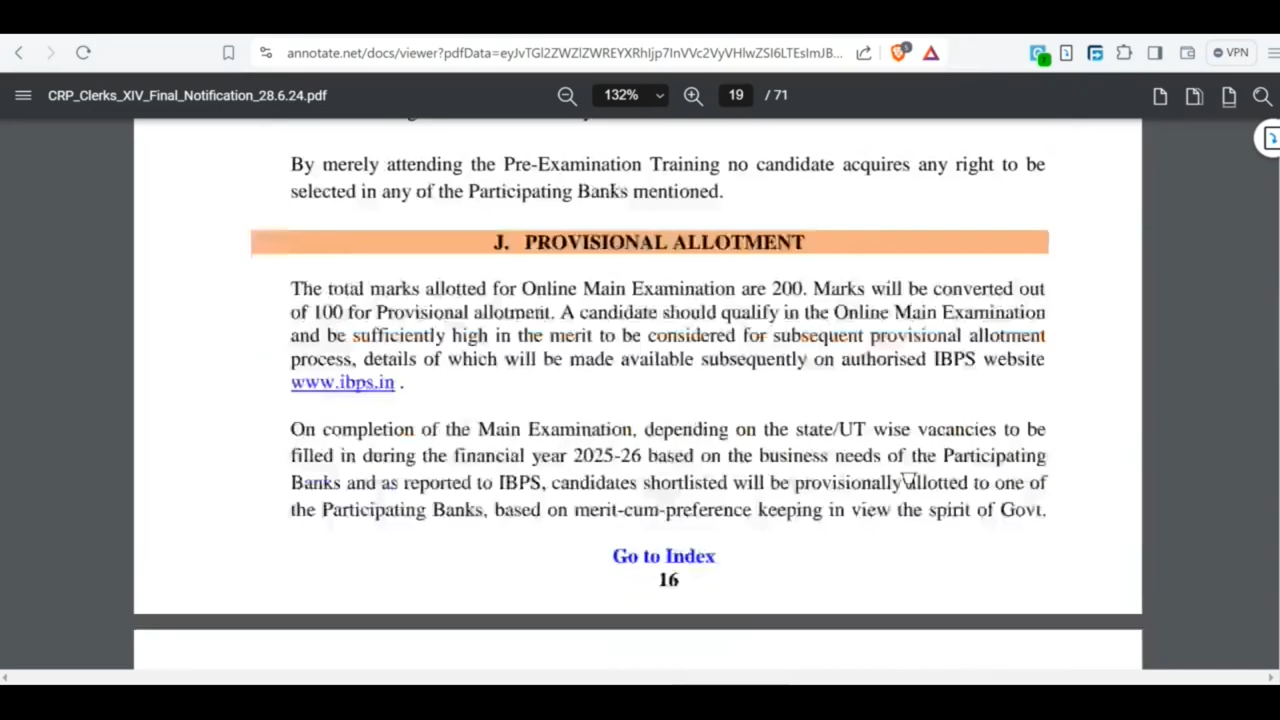 annotate.net/docs/viewer?pdfData=eyJvTGl2ZWZlZWREYXRhIjp7InVVc2VyVHlwZSI6LTEsImJB...
VPN
CRP_Clerks_XIV_Final_Notification_28.6.24.pdf
132%
19 / 71
By merely attending the Pre-Examination Training no candidate acquires any right to be
selected in any of the Participating Banks mentioned.
J. PROVISIONAL ALLOTMENT
The total marks allotted for Online Main Examination are 200. Marks will be converted out
of 100 for Provisional allotment. A candidate should qualify in the Online Main Examination
and be sufficiently high in the merit to be considered for subsequent provisional allotment
process, details of which will be made available subsequently on authorised IBPS website
www.ibps.in .
On completion of the Main Examination, depending on the state/UT wise vacancies to be
filled in during the financial year 2025-26 based on the business needs of the Participating
Banks and as reported to IBPS, candidates shortlisted will be provisionally allotted to one of
the Participating Banks, based on merit-cum-preference keeping in view the spirit of Govt.
Go to Index
16